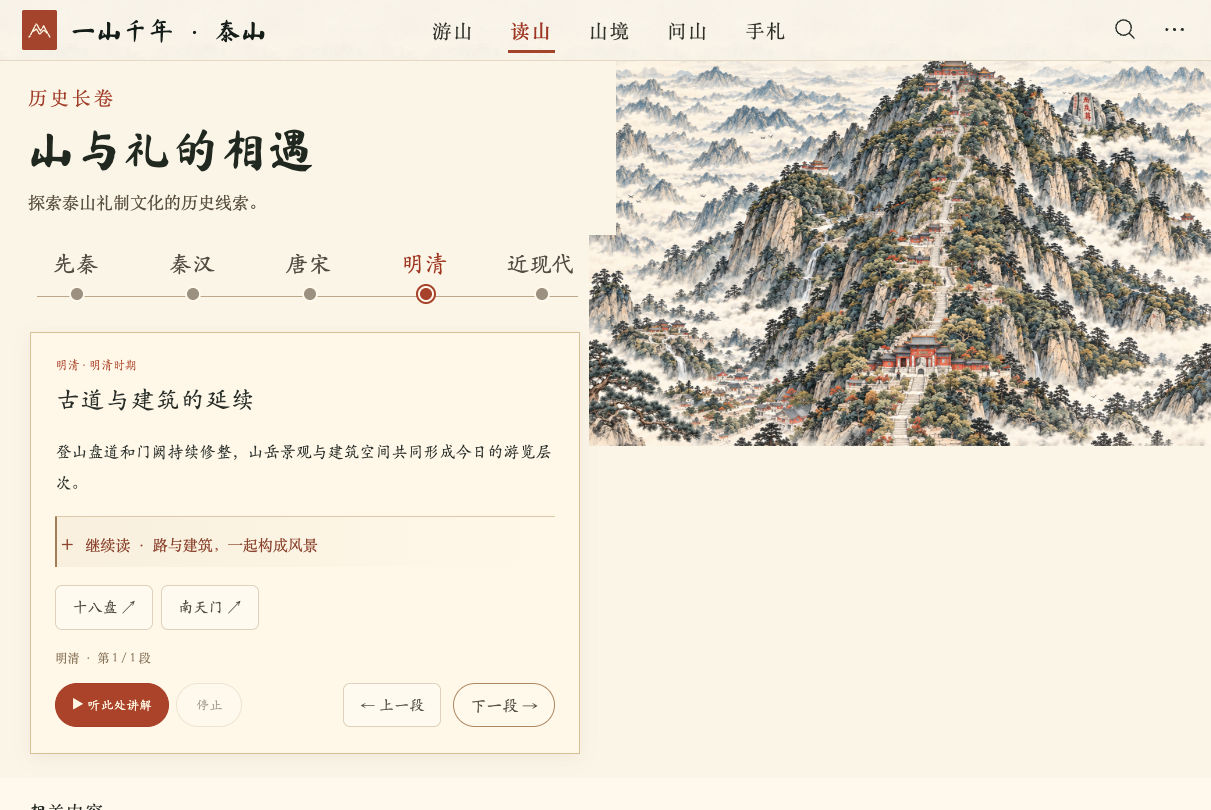 一山千年 · 泰山
游山 读山 山境 问山 手札
历史长卷
山与礼的相遇
探索泰山礼制文化的历史线索。
先秦 秦汉 唐宋 明清 近现代
明清 · 明清时期
古道与建筑的延续
登山盘道和门阙持续修整，山岳景观与建筑空间共同形成今日的游览层
次。
+ 继续读 · 路与建筑，一起构成风景
十八盘 ↗ 南天门 ↗
明清 · 第 1 / 1 段
▶ 听此处讲解 停止 ← 上一段 下一段 →
相关内容